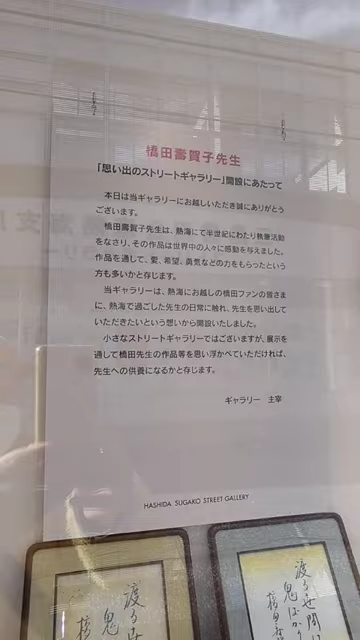 橋田壽賀子先生
「思い出のストリートギャラリー」開設にあたって
本日は当ギャラリーにお越しいただき誠にありがとう
ございます。
橋田壽賀子先生は、熱海にて半世紀にわたり執筆活動
をなさり、その作品は世界中の人々に感動を与えました。
作品を通して、愛、希望、勇気などの力をもらったという
方も多いかと存じます。
当ギャラリーは、熱海にお越しの橋田ファンの皆さま
に、熱海で過ごした先生の日常に触れ、先生を思い出して
いただきたいという想いから開設いたしました。
小さなストリートギャラリーではございますが、展示を
通して橋田先生の作品等を思い浮かべていただければ、
先生への供養になるかと存じます。
ギャラリー 主宰
HASHIDA SUGAKO STREET GALLERY
渡る世間
鬼ばかり
橋田壽
渡る世
鬼
橋